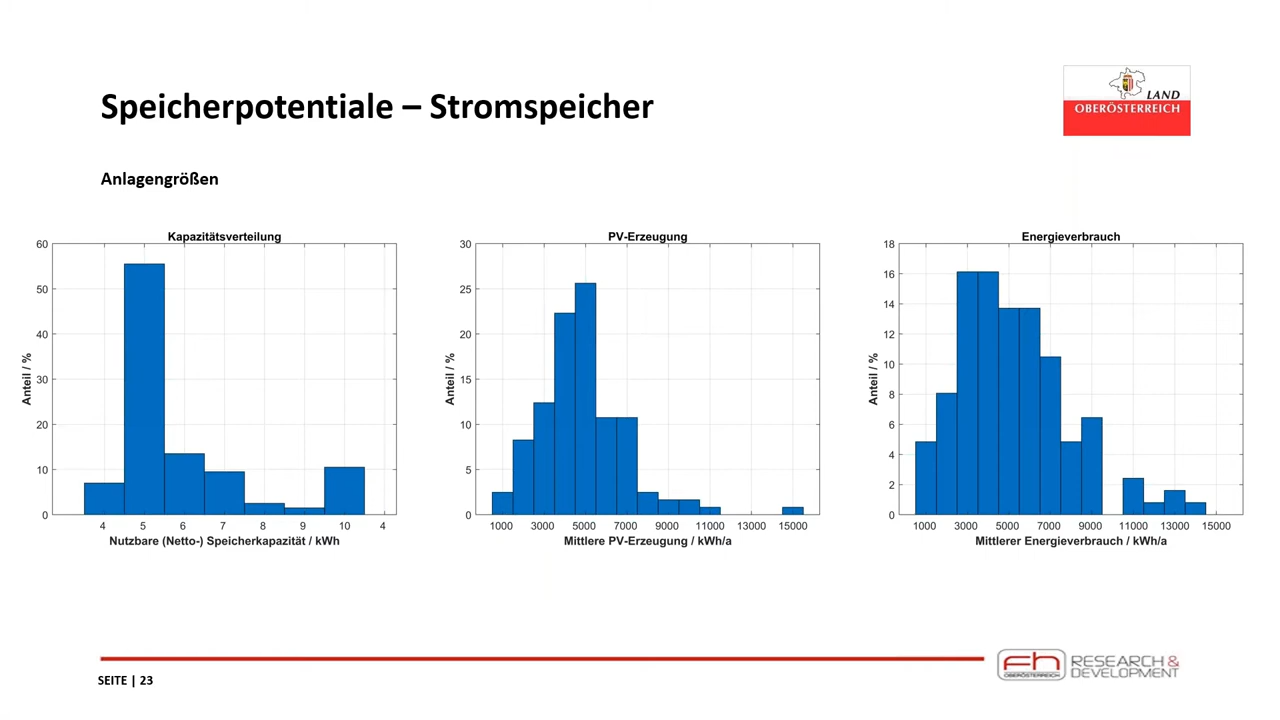 Speicherpotentiale – Stromspeicher
LAND
OBERÖSTERREICH
Anlagengrößen
Kapazitätsverteilung
60
50
40
30
20
10
0
Anteil / %
4 5 6 7 8 9 10 4
Nutzbare (Netto-) Speicherkapazität / kWh
PV-Erzeugung
30
25
20
15
10
5
0
Anteil / %
1000 3000 5000 7000 9000 11000 13000 15000
Mittlere PV-Erzeugung / kWh/a
Energieverbrauch
18
16
14
12
10
8
6
4
2
0
Anteil / %
1000 3000 5000 7000 9000 11000 13000 15000
Mittlerer Energieverbrauch / kWh/a
SEITE | 23
fh
OBERÖSTERREICH
RESEARCH &
DEVELOPMENT